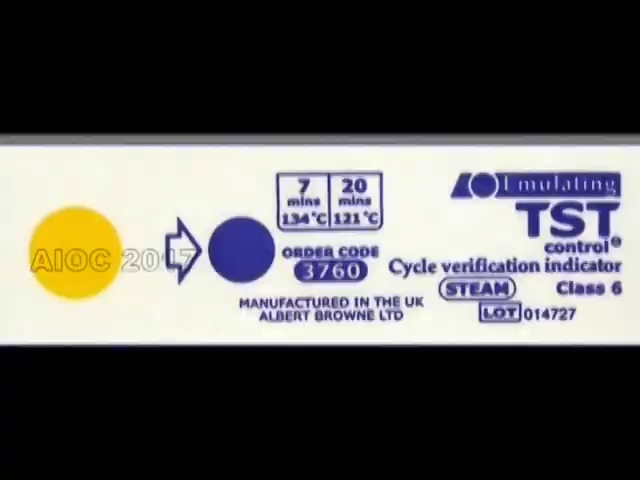 AIOC 2017
7 mins 134°C
20 mins 121°C
ORDER CODE
3760
MANUFACTURED IN THE UK
ALBERT BROWNE LTD
Emulating
TST
control®
Cycle verification indicator
STEAM Class 6
LOT 014727